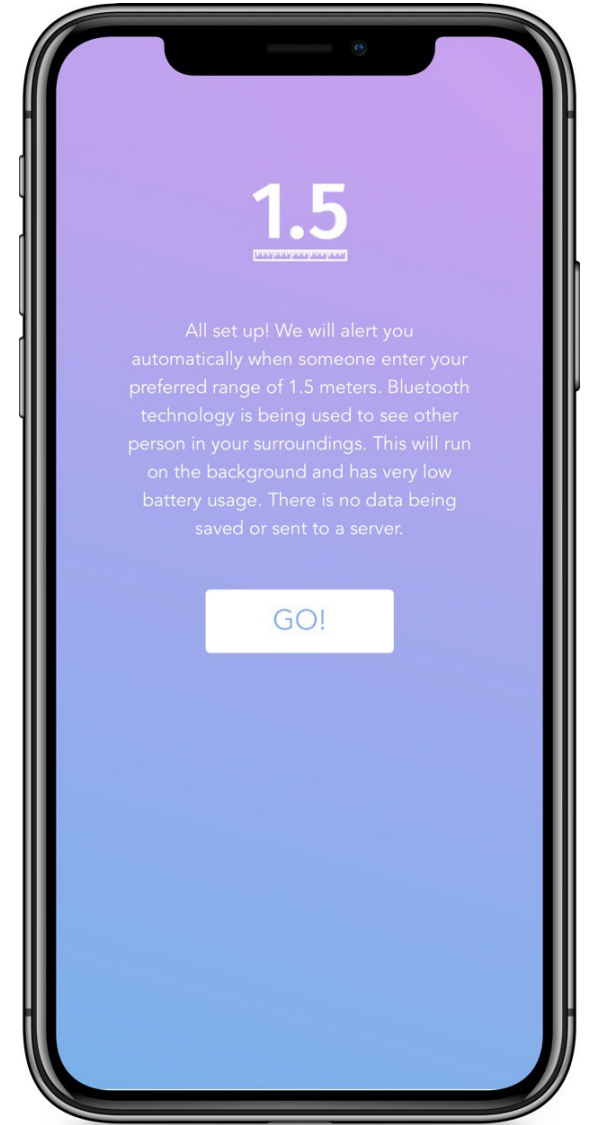 1.5
All set up! We will alert you
automatically when someone enter your
preferred range of 1.5 meters. Bluetooth
technology is being used to see other
person in your surroundings. This will run
on the background and has very low
battery usage. There is no data being
saved or sent to a server.
GO!